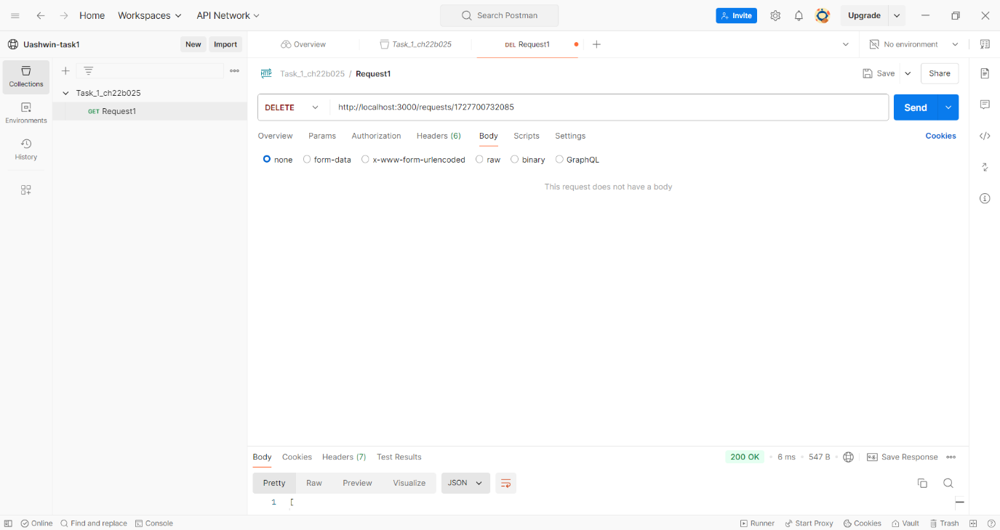 Home Workspaces API Network Search Postman Invite Upgrade
Uashwin-task1 New Import Overview Task_1_ch22b025 DEL Request1 No environment
Collections
Environments
History
Task_1_ch22b025
GET Request1
HTTP Task_1_ch22b025 / Request1 Save Share
DELETE http://localhost:3000/requests/1727700732085 Send
Overview Params Authorization Headers (6) Body Scripts Settings Cookies
none form-data x-www-form-urlencoded raw binary GraphQL
This request does not have a body
Body Cookies Headers (7) Test Results 200 OK 6 ms 547 B e.g. Save Response
Pretty Raw Preview Visualize JSON
1 [
Online Find and replace Console Runner Start Proxy Cookies Vault Trash